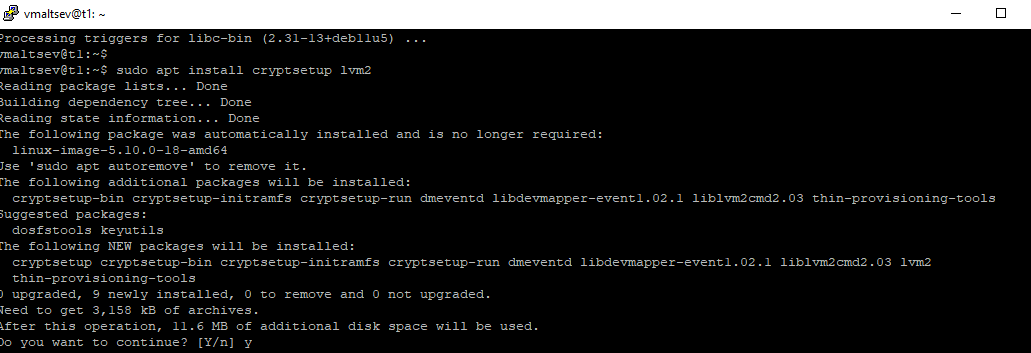 vmaltsev@t1: ~
Processing triggers for libc-bin (2.31-13+deb11u5) ...
vmaltsev@t1:~$
vmaltsev@t1:~$ sudo apt install cryptsetup lvm2
Reading package lists... Done
Building dependency tree... Done
Reading state information... Done
The following package was automatically installed and is no longer required:
  linux-image-5.10.0-18-amd64
Use 'sudo apt autoremove' to remove it.
The following additional packages will be installed:
  cryptsetup-bin cryptsetup-initramfs cryptsetup-run dmeventd libdevmapper-event1.02.1 liblvm2cmd2.03 thin-provisioning-tools
Suggested packages:
  dosfstools keyutils
The following NEW packages will be installed:
  cryptsetup cryptsetup-bin cryptsetup-initramfs cryptsetup-run dmeventd libdevmapper-event1.02.1 liblvm2cmd2.03 lvm2
  thin-provisioning-tools
0 upgraded, 9 newly installed, 0 to remove and 0 not upgraded.
Need to get 3,158 kB of archives.
After this operation, 11.6 MB of additional disk space will be used.
Do you want to continue? [Y/n] y